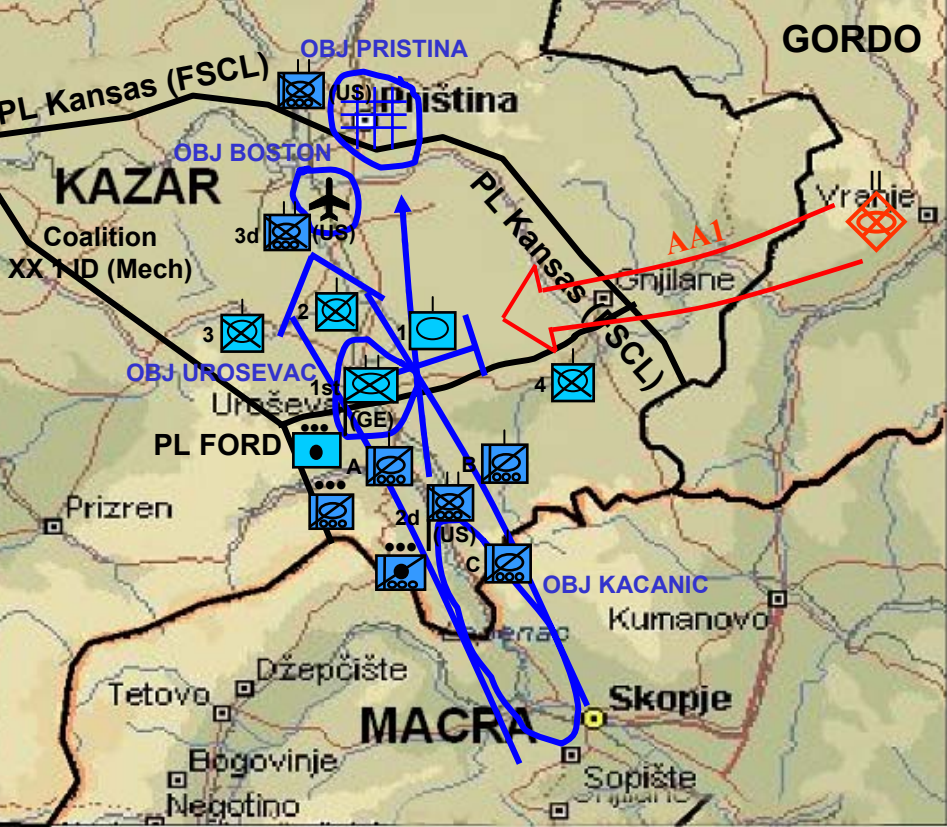 OBJ PRISTINA
GORDO
PL Kansas (FSCL)
(US)
Priština
OBJ BOSTON
KAZAR
PL Kansas (FSCL)
Vranje
3d
(US)
AA1
Coalition
XX 1 ID (Mech)
Gnjilane
2
1
3
OBJ UROSEVAC
1st
4
Uroševac
(GE)
PL FORD
A
B
Prizren
2d
(US)
C
OBJ KACANIC
Kumanovo
Lepenac
Džepčište
Tetovo
Skopje
MACRA
Bogovinje
Sopište
Negotino